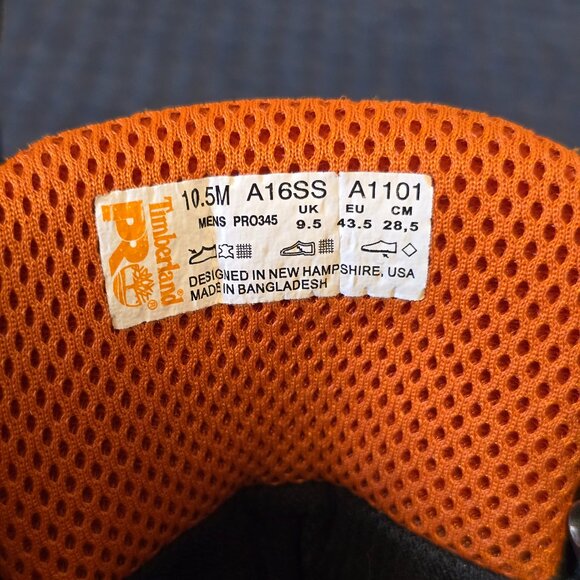 Timberland
PRO®
10.5M A16SS A1101
UK EU CM
MENS PRO345 9.5 43.5 28,5
DESIGNED IN NEW HAMPSHIRE, USA
MADE IN BANGLADESH